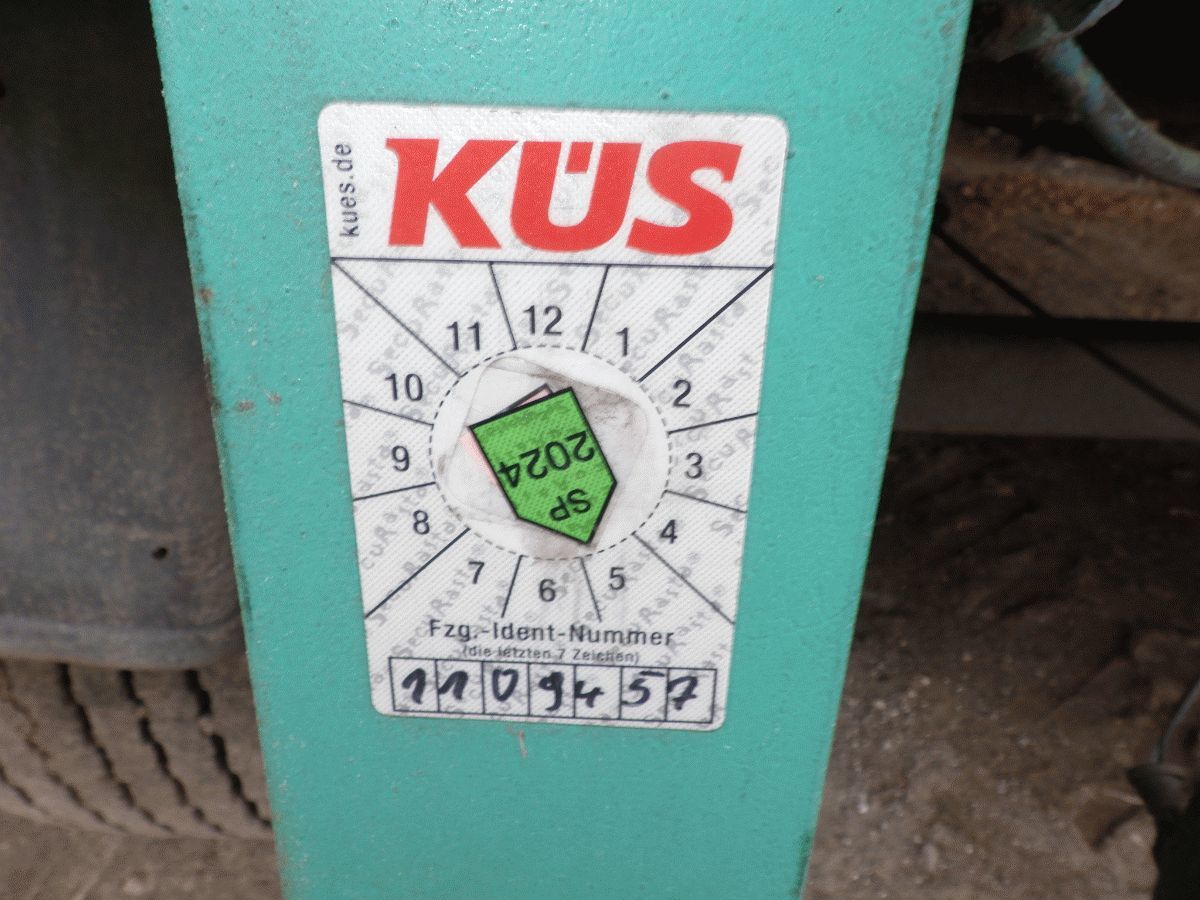 kues.de
KÜS
11 12 1
10 2
9 3
8 4
7 6 5
SP
2024
Fzg.-Ident-Nummer
(die letzten 7 Zeichen)
1109457